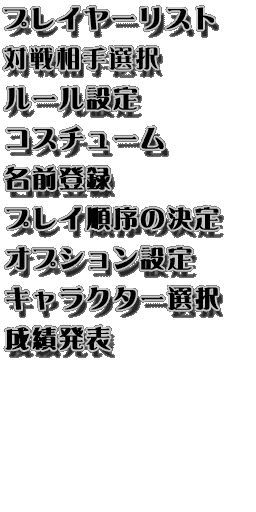 プレイヤーリスト
対戦相手選択
ルール設定
コスチューム
名前登録
プレイ順序の決定
オプション設定
キャラクター選択
成績発表